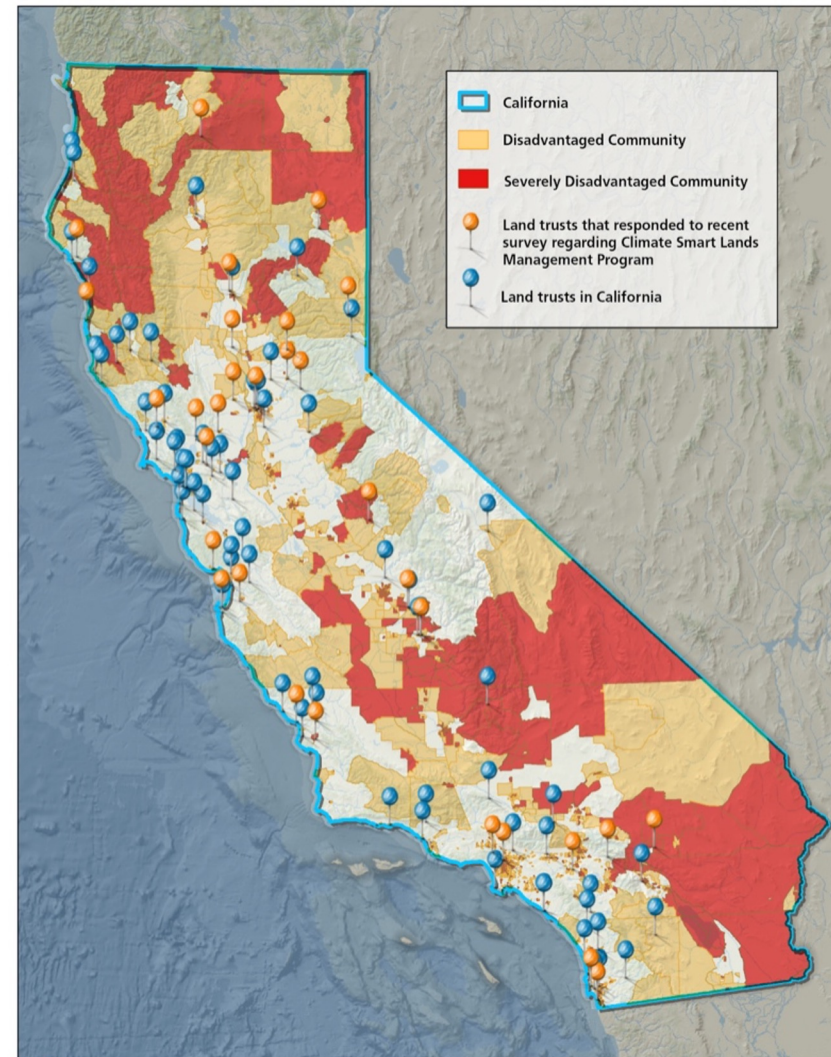 California
Disadvantaged Community
Severely Disadvantaged Community
Land trusts that responded to recent
survey regarding Climate Smart Lands
Management Program
Land trusts in California